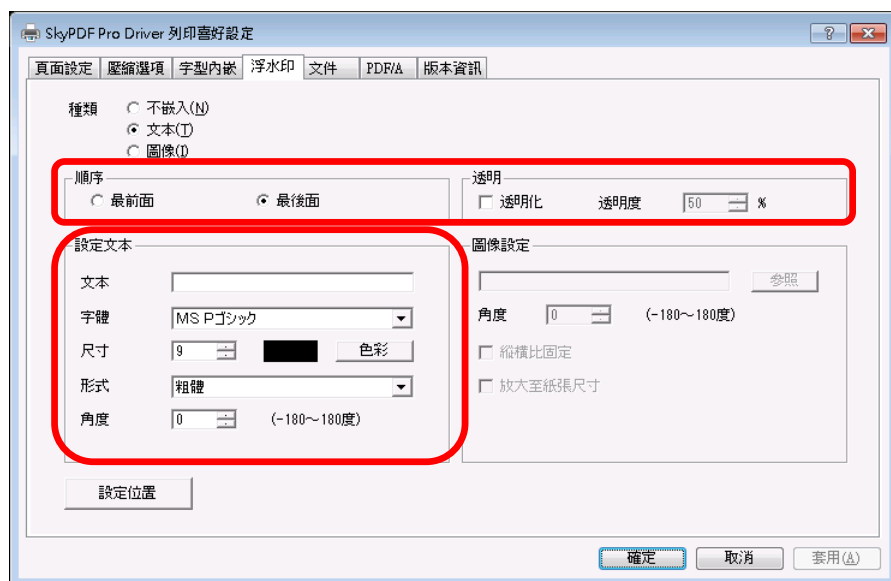 SkyPDF Pro Driver 列印喜好設定
頁面設定 壓縮選項 字型內嵌 浮水印 文件 PDF/A 版本資訊
種類 不嵌入(N)
文本(T)
圖像(I)
順序 透明
最前面 最後面 透明化 透明度 50 %
設定文本 圖像設定
文本 参照
字體 MS Pゴシック 角度 0 (-180～180度)
尺寸 9 色彩 縱橫比固定
形式 粗體 放大至紙張尺寸
角度 0 (-180～180度)
設定位置
確定 取消 套用(A)